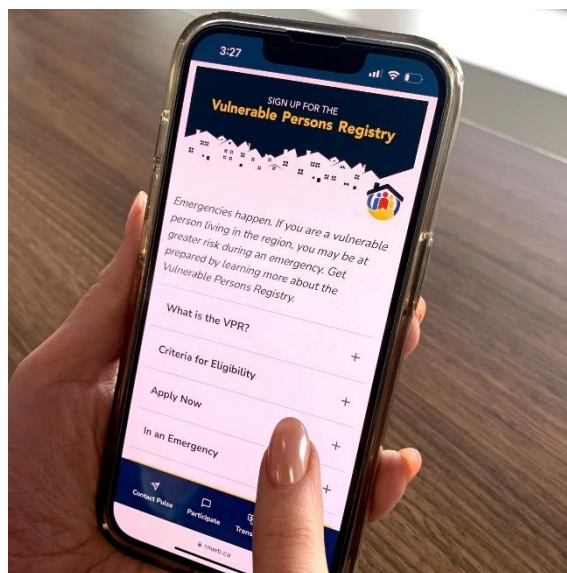 3:27
SIGN UP FOR THE
Vulnerable Persons Registry
Emergencies happen. If you are a vulnerable
person living in the region, you may be at
greater risk during an emergency. Get
prepared by learning more about the
Vulnerable Persons Registry.
What is the VPR? +
Criteria for Eligibility +
Apply Now +
In an Emergency +
Contact Pulse
Participate
rmwb.ca